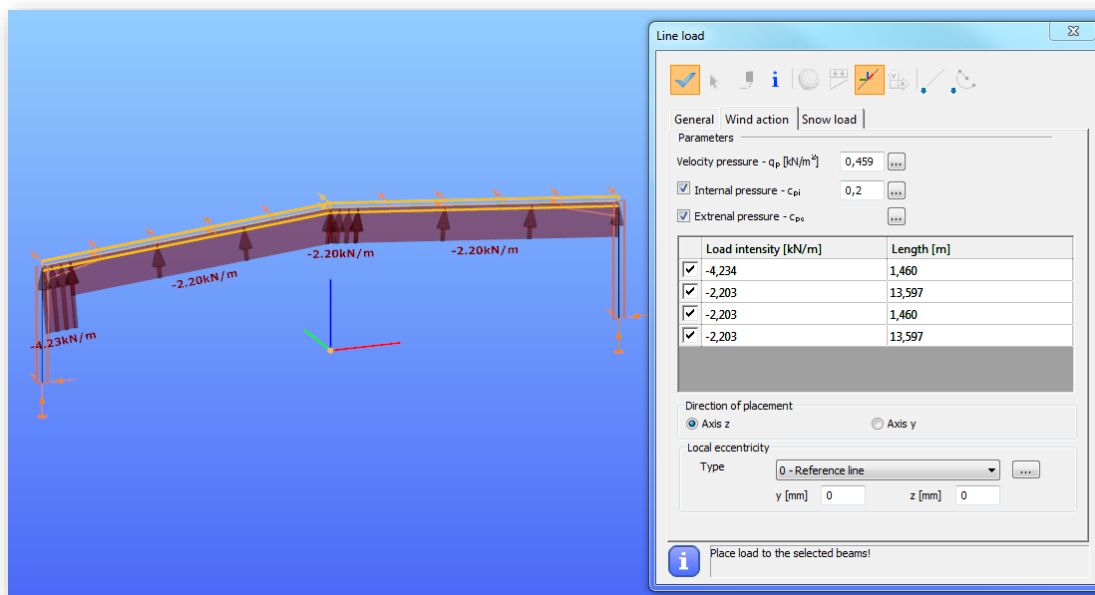 Line load
General Wind action Snow load
Parameters
Velocity pressure - qp [kN/m²] 0,459 ...
Internal pressure - cpi 0,2 ...
Extrenal pressure - cpe ...
Load intensity [kN/m] Length [m]
-4,234 1,460
-2,203 13,597
-2,203 1,460
-2,203 13,597
Direction of placement
Axis z Axis y
Local eccentricity
Type 0 - Reference line ...
y [mm] 0 z [mm] 0
Place load to the selected beams!
-2.20kN/m
-2.20kN/m
-2.20kN/m
-4.23kN/m